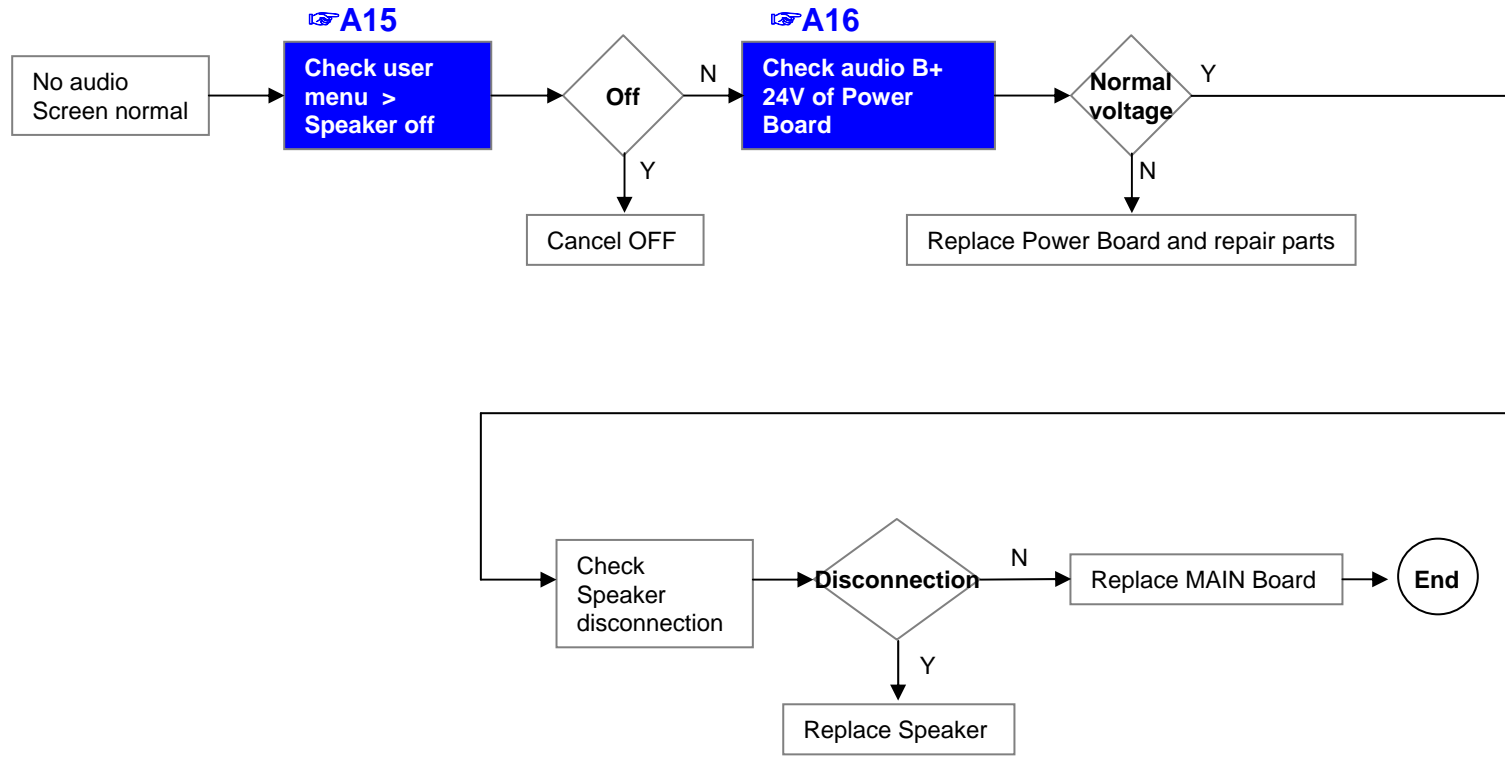 ☞A15
☞A16
No audio
Screen normal
Check user
menu >
Speaker off
Off
N
Y
Cancel OFF
Check audio B+
24V of Power
Board
Normal
voltage
Y
N
Replace Power Board and repair parts
Check
Speaker
disconnection
Disconnection
N
Y
Replace Speaker
Replace MAIN Board
End